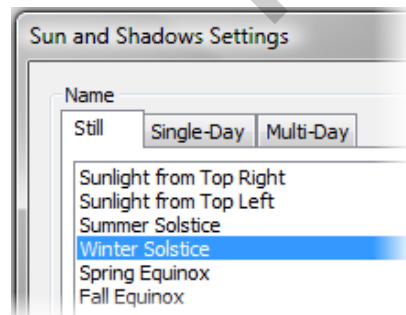 Sun and Shadows Settings
Name
Still Single-Day Multi-Day
Sunlight from Top Right
Sunlight from Top Left
Summer Solstice
Winter Solstice
Spring Equinox
Fall Equinox